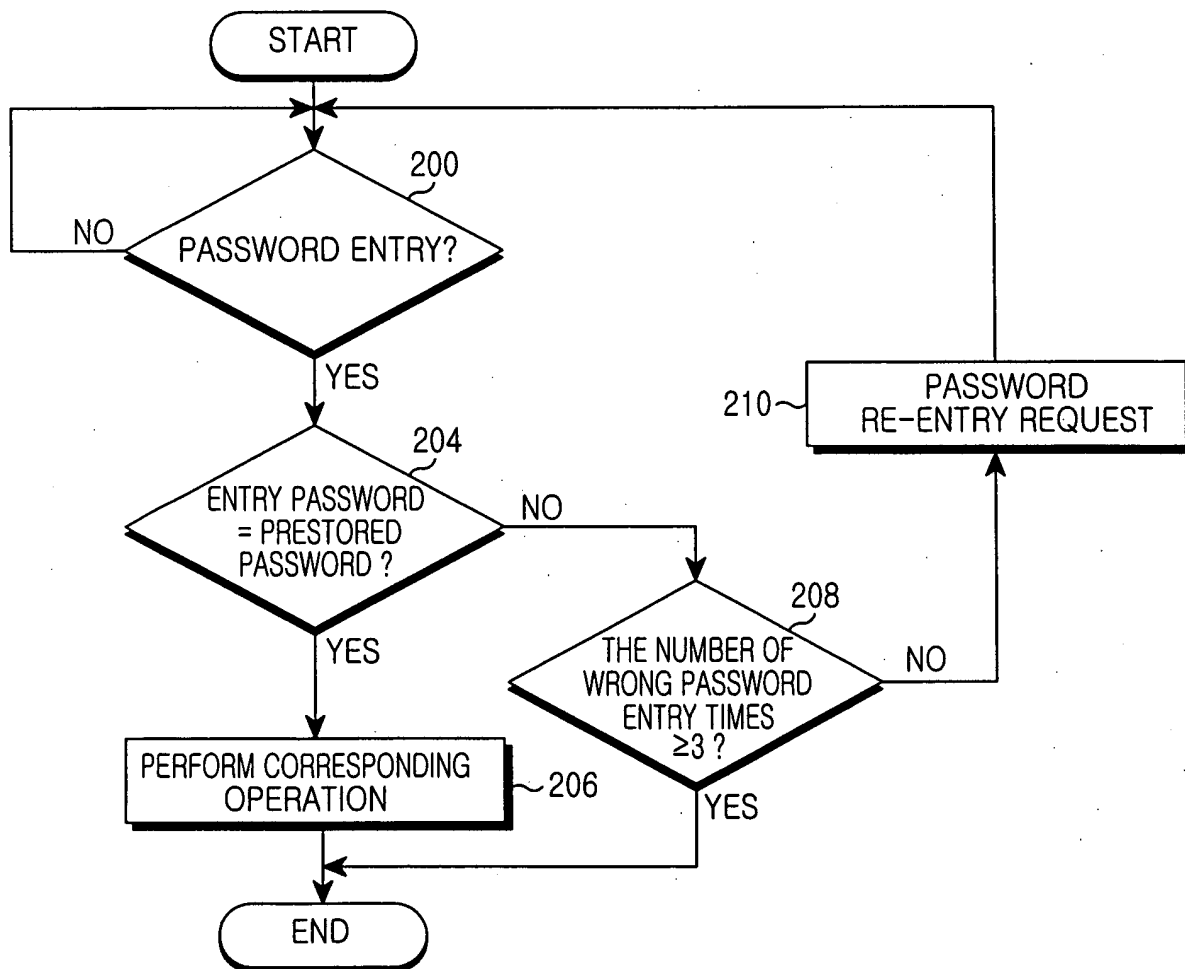 START
200
NO
PASSWORD ENTRY?
YES
PASSWORD
RE-ENTRY REQUEST
210
204
ENTRY PASSWORD
= PRESTORED
PASSWORD ?
NO
YES
208
THE NUMBER OF
WRONG PASSWORD
ENTRY TIMES
≥3 ?
NO
YES
PERFORM CORRESPONDING
OPERATION
206
END